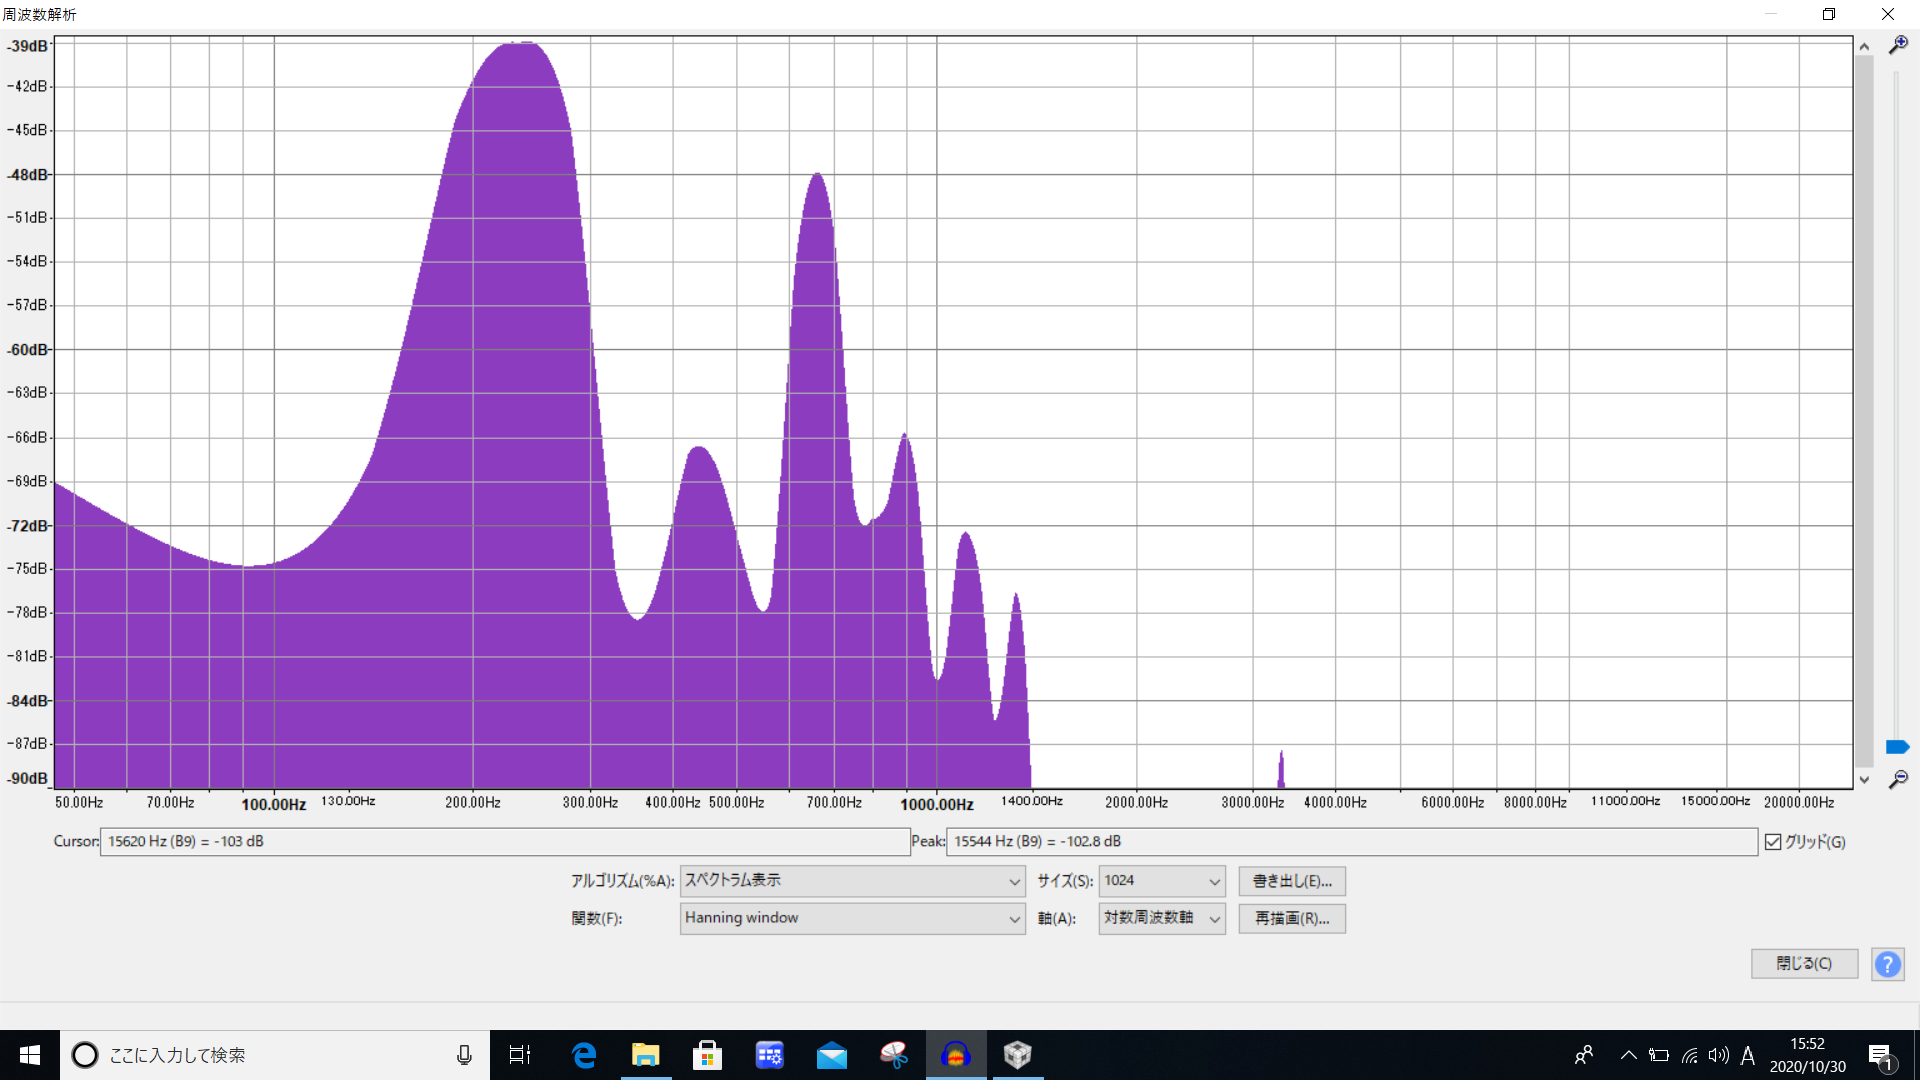 周波数解析
-39dB
-42dB
-45dB
-48dB
-51dB
-54dB
-57dB
-60dB
-63dB
-66dB
-69dB
-72dB
-75dB
-78dB
-81dB
-84dB
-87dB
-90dB
50.00Hz 70.00Hz 100.00Hz 130.00Hz 200.00Hz 300.00Hz 400.00Hz 500.00Hz 700.00Hz 1000.00Hz 1400.00Hz 2000.00Hz 3000.00Hz 4000.00Hz 6000.00Hz 8000.00Hz 11000.00Hz 15000.00Hz 20000.00Hz
Cursor: 15620 Hz (B9) = -103 dB Peak: 15544 Hz (B9) = -102.8 dB グリッド(G)
アルゴリズム(%A): スペクトラム表示 サイズ(S): 1024 書き出し(E)...
関数(F): Hanning window 軸(A): 対数周波数軸 再描画(R)...
閉じる(C) ?
ここに入力して検索 A 15:52
2020/10/30 1